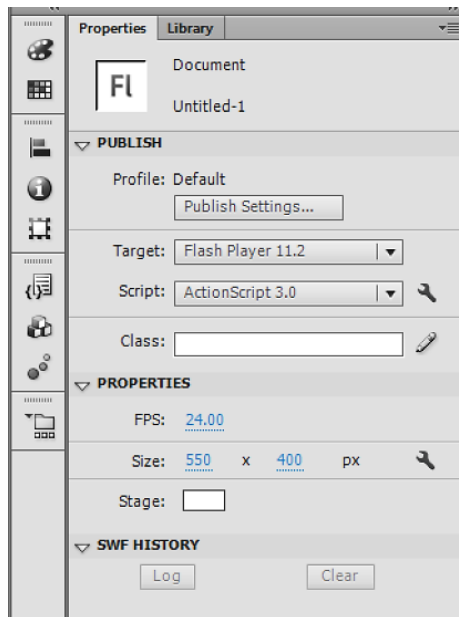 Properties Library
Fl
Document
Untitled-1
PUBLISH
Profile: Default
Publish Settings...
Target: Flash Player 11.2
Script: ActionScript 3.0
Class:
PROPERTIES
FPS: 24.00
Size: 550 x 400 px
Stage:
SWF HISTORY
Log Clear